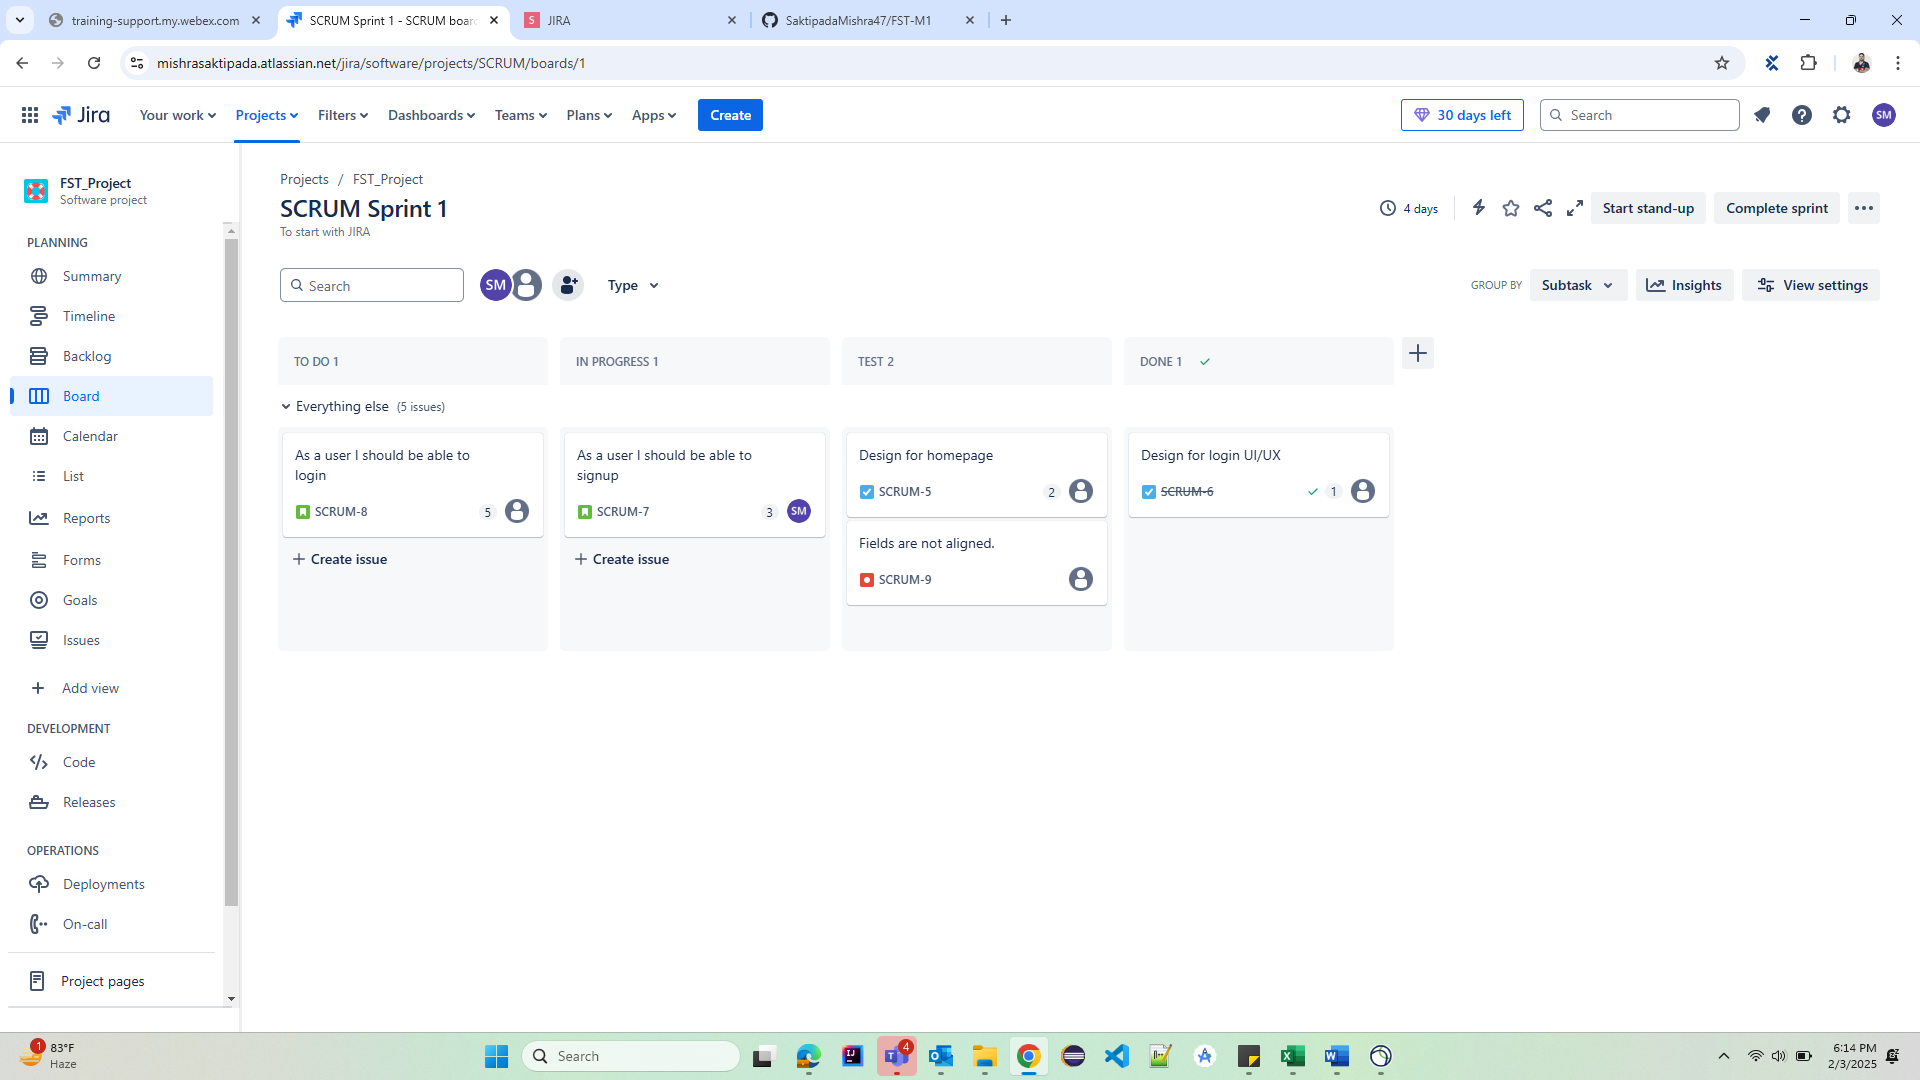 training-support.my.webex.com
SCRUM Sprint 1 - SCRUM boar
S JIRA
SaktipadaMishra47/FST-M1
mishrasaktipada.atlassian.net/jira/software/projects/SCRUM/boards/1
Jira
Your work
Projects
Filters
Dashboards
Teams
Plans
Apps
Create
30 days left
Search
SM
FST_Project
Software project
PLANNING
Summary
Timeline
Backlog
Board
Calendar
List
Reports
Forms
Goals
Issues
Add view
DEVELOPMENT
Code
Releases
OPERATIONS
Deployments
On-call
Project pages
Projects / FST_Project
SCRUM Sprint 1
To start with JIRA
4 days
Start stand-up
Complete sprint
Search
SM
Type
GROUP BY
Subtask
Insights
View settings
TO DO 1
IN PROGRESS 1
TEST 2
DONE 1
Everything else (5 issues)
As a user I should be able to
login
SCRUM-8
5
Create issue
As a user I should be able to
signup
SCRUM-7
3
SM
Create issue
Design for homepage
SCRUM-5
2
Fields are not aligned.
SCRUM-9
Design for login UI/UX
SCRUM-6
1
1
83°F
Haze
Search
4
6:14 PM
2/3/2025